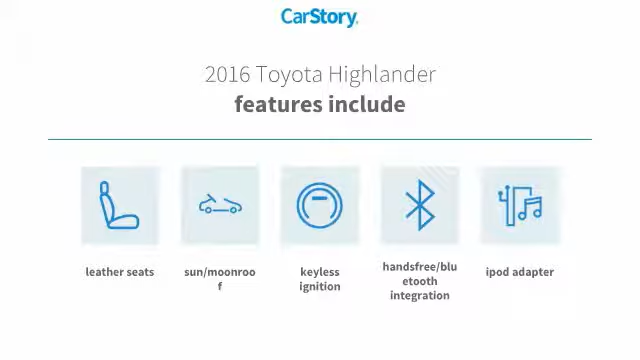 CarStory.
2016 Toyota Highlander
features include
leather seats
sun/moonroo
f
keyless
ignition
handsfree/blu
etooth
integration
ipod adapter